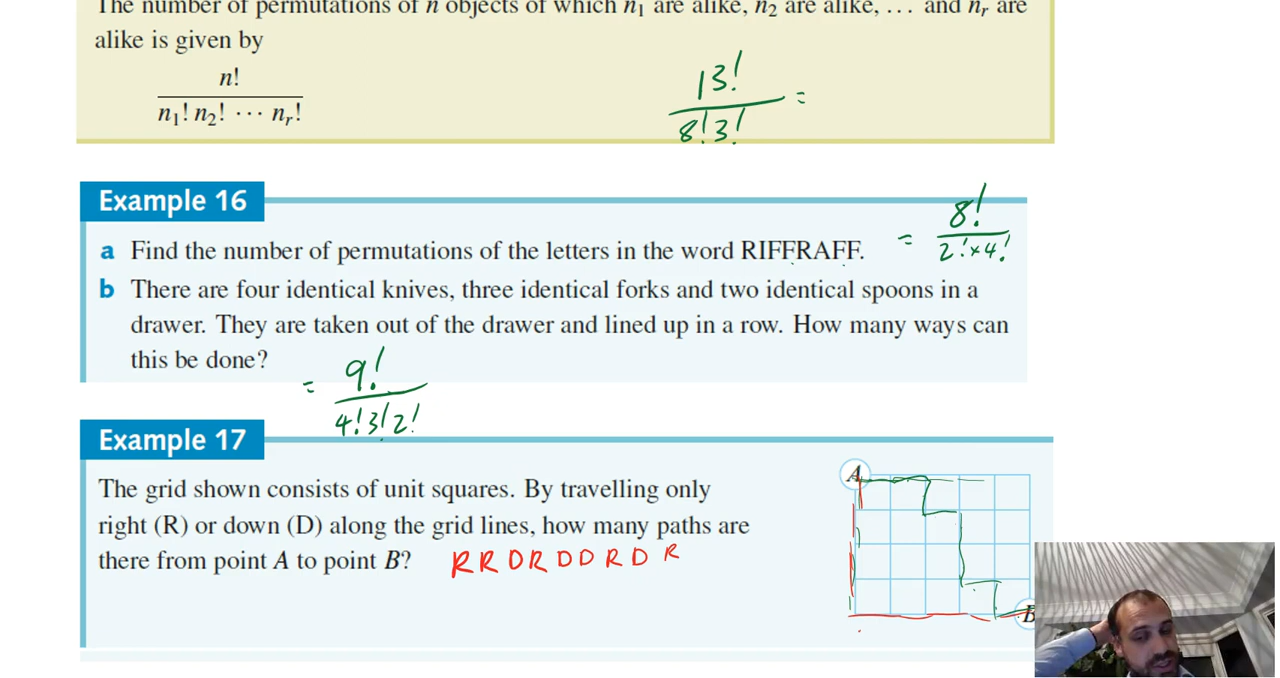 The number of permutations of n objects of which n₁ are alike, n₂ are alike, … and nᵣ are
alike is given by
n!
n₁! n₂! ⋯ nᵣ!
13!
8!3!
=
Example 16
a Find the number of permutations of the letters in the word RIFFRAFF.
= 8!
2!×4!
b There are four identical knives, three identical forks and two identical spoons in a
drawer. They are taken out of the drawer and lined up in a row. How many ways can
this be done?
= 9!
4!3!2!
Example 17
The grid shown consists of unit squares. By travelling only
right (R) or down (D) along the grid lines, how many paths are
there from point A to point B?
R R D R D D R D R
A
B